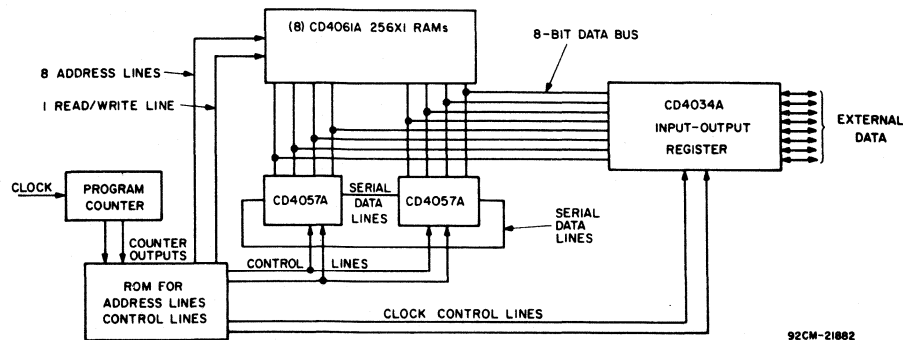 (8) CD4061A 256X1 RAMs
8-BIT DATA BUS
8 ADDRESS LINES
1 READ/WRITE LINE
CD4034A
INPUT-OUTPUT
REGISTER
EXTERNAL
DATA
CLOCK
PROGRAM
COUNTER
CD4057A
SERIAL
DATA
LINES
CD4057A
SERIAL
DATA
LINES
COUNTER
OUTPUTS
CONTROL LINES
ROM FOR
ADDRESS LINES
CONTROL LINES
CLOCK CONTROL LINES
92CM-21882